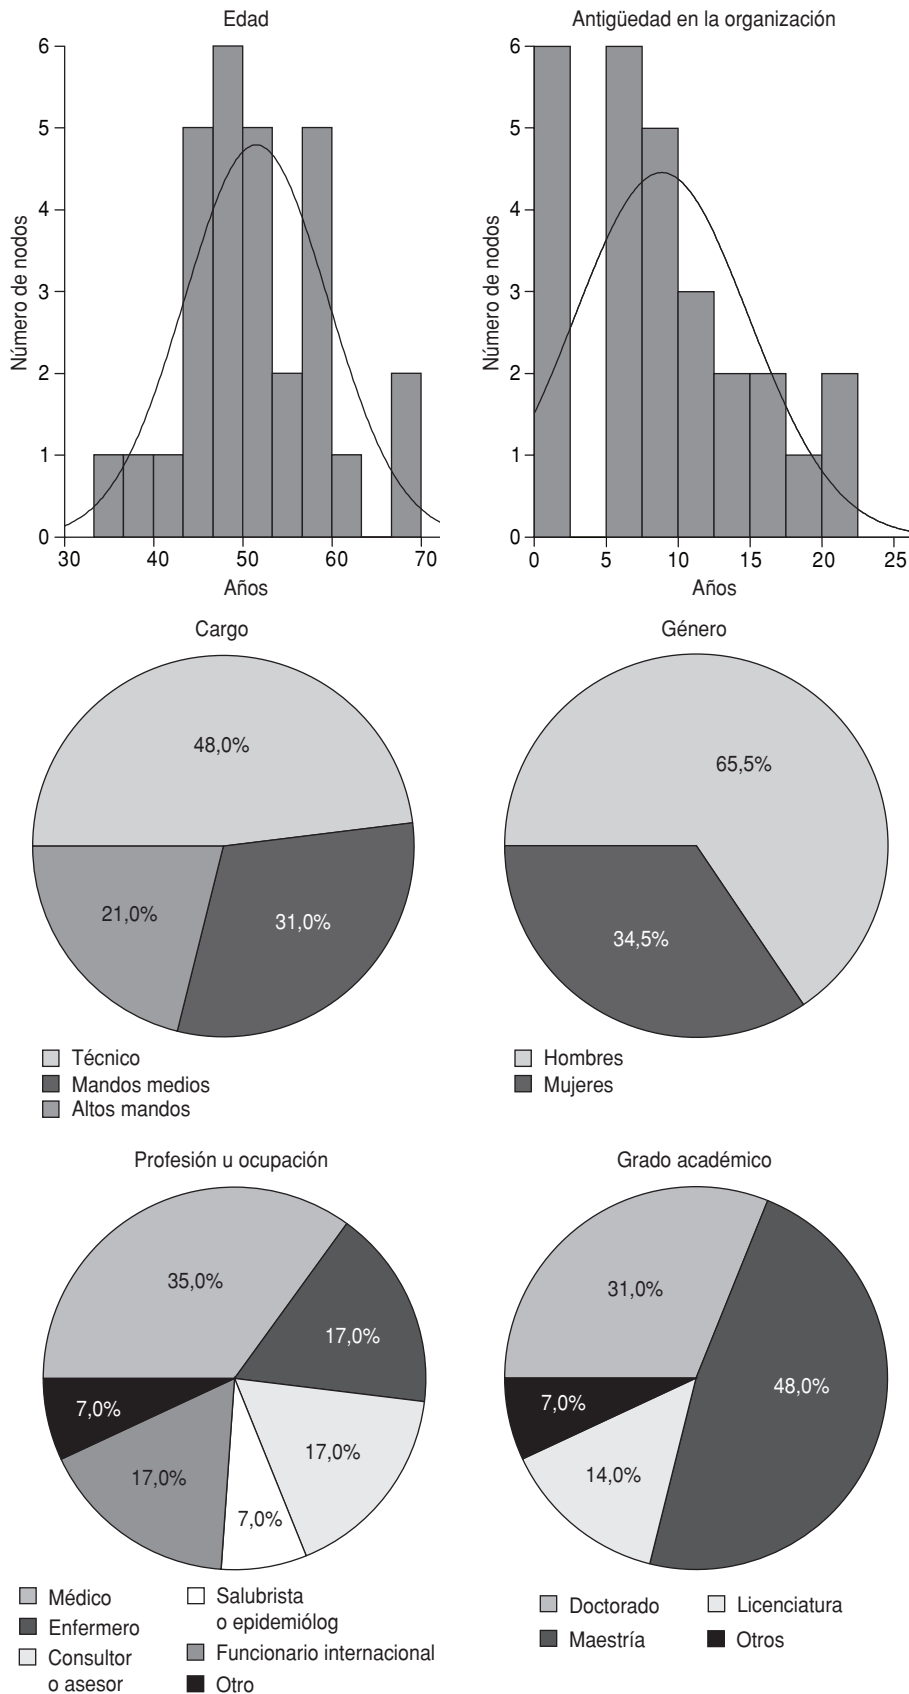 Edad
Número de nodos
6
5
4
3
2
1
0
30 40 50 60 70
Años
Antigüedad en la organización
Número de nodos
6
5
4
3
2
1
0
0 5 10 15 20 25
Años
Cargo
48,0%
21,0%
31,0%
Técnico
Mandos medios
Altos mandos
Género
65,5%
34,5%
Hombres
Mujeres
Profesión u ocupación
35,0%
17,0%
7,0%
17,0%
17,0%
7,0%
Médico
Enfermero
Consultor
o asesor
Salubrista
o epidemiólog
Funcionario internacional
Otro
Grado académico
31,0%
48,0%
7,0%
14,0%
Doctorado
Maestría
Licenciatura
Otros